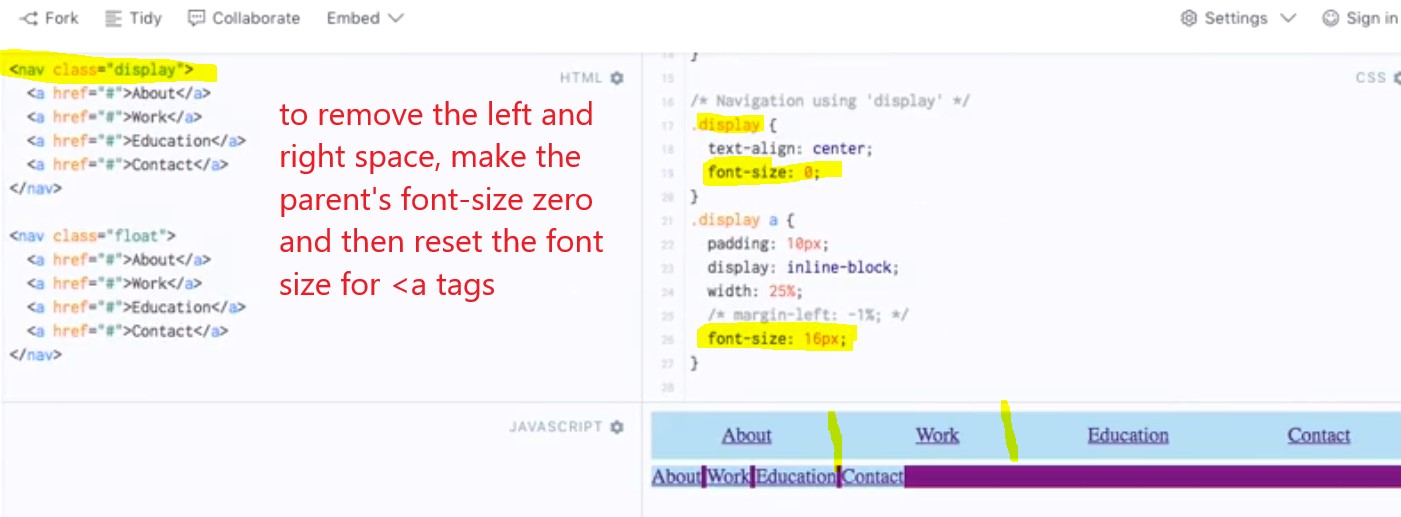 Fork Tidy Collaborate Embed Settings Sign in
<nav class="display">
HTML
<a href="#">About</a>
<a href="#">Work</a>
<a href="#">Education</a>
<a href="#">Contact</a>
</nav>
<nav class="float">
<a href="#">About</a>
<a href="#">Work</a>
<a href="#">Education</a>
<a href="#">Contact</a>
</nav>
to remove the left and
right space, make the
parent's font-size zero
and then reset the font
size for <a tags
CSS
14 }
15
16 /* Navigation using 'display' */
17 .display {
18 text-align: center;
19 font-size: 0;
20 }
21 .display a {
22 padding: 10px;
23 display: inline-block;
24 width: 25%;
25 /* margin-left: -1%; */
26 font-size: 16px;
27 }
28
JAVASCRIPT
About Work Education Contact
About Work Education Contact